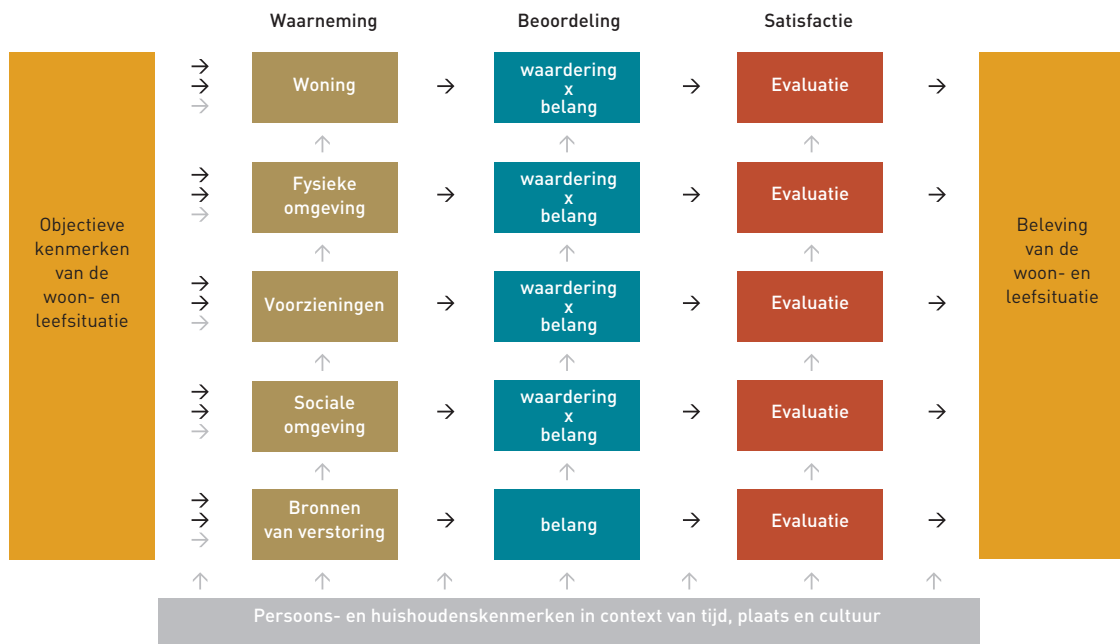 Waarneming
Beoordeling
Satisfactie
Objectieve
kenmerken
van de
woon- en
leefsituatie
Woning
waardering
x
belang
Evaluatie
Fysieke
omgeving
waardering
x
belang
Evaluatie
Voorzieningen
waardering
x
belang
Evaluatie
Sociale
omgeving
waardering
x
belang
Evaluatie
Bronnen
van verstoring
belang
Evaluatie
Beleving
van de
woon- en
leefsituatie
Persoons- en huishoudenskenmerken in context van tijd, plaats en cultuur